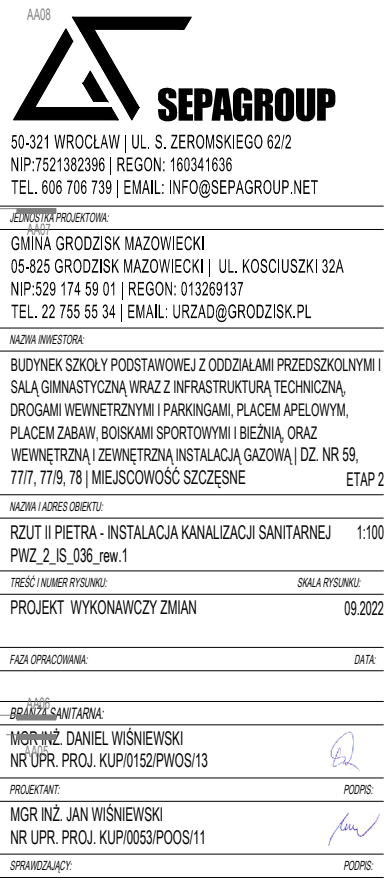 AA08
SEPAGROUP
50-321 WROCŁAW | UL. S. ZEROMSKIEGO 62/2
NIP:7521382396 | REGON: 160341636
TEL. 606 706 739 | EMAIL: INFO@SEPAGROUP.NET
JEDNOSTKA PROJEKTOWA:
AA07
GMINA GRODZISK MAZOWIECKI
05-825 GRODZISK MAZOWIECKI | UL. KOSCIUSZKI 32A
NIP:529 174 59 01 | REGON: 013269137
TEL. 22 755 55 34 | EMAIL: URZAD@GRODZISK.PL
NAZWA INWESTORA:
BUDYNEK SZKOŁY PODSTAWOWEJ Z ODDZIAŁAMI PRZEDSZKOLNYMI I
SALĄ GIMNASTYCZNĄ WRAZ Z INFRASTRUKTURĄ TECHNICZNĄ,
DROGAMI WEWNETRZNYMI I PARKINGAMI, PLACEM APELOWYM,
PLACEM ZABAW, BOISKAMI SPORTOWYMI I BIEŻNIĄ, ORAZ
WEWNĘTRZNĄ I ZEWNĘTRZNĄ INSTALACJĄ GAZOWĄ | DZ. NR 59,
77/7, 77/9, 78 | MIEJSCOWOŚĆ SZCZĘSNE ETAP 2
NAZWA I ADRES OBIEKTU:
RZUT II PIETRA - INSTALACJA KANALIZACJI SANITARNEJ 1:100
PWZ_2_IS_036_rew.1
TREŚĆ I NUMER RYSUNKU: SKALA RYSUNKU:
PROJEKT WYKONAWCZY ZMIAN 09.2022
FAZA OPRACOWANIA: DATA:
AA06
BRANŻA SANITARNA:
MGR INŻ. DANIEL WIŚNIEWSKI
AA05
NR UPR. PROJ. KUP/0152/PWOS/13
PROJEKTANT: PODPIS:
MGR INŻ. JAN WIŚNIEWSKI
NR UPR. PROJ. KUP/0053/POOS/11
SPRAWDZAJĄCY: PODPIS: